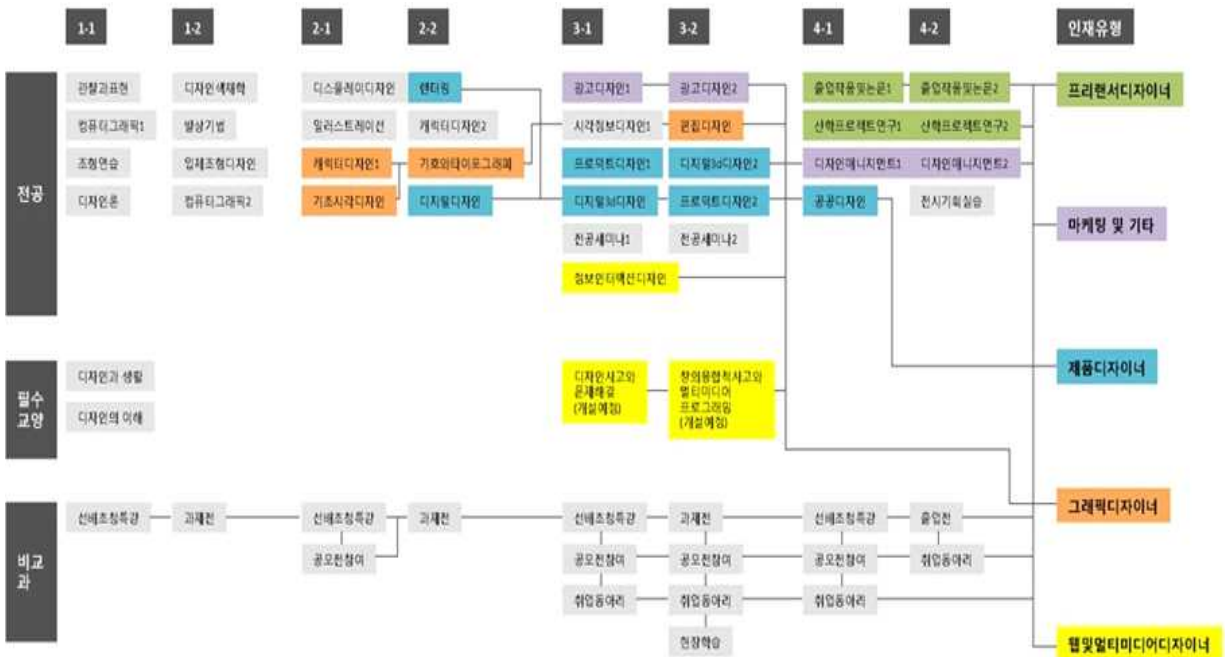 1-1 1-2 2-1 2-2 3-1 3-2 4-1 4-2 인재유형
전공
관찰과표현 디자인색채학 디스플레이디자인 렌더링 광고디자인1 광고디자인2 졸업작품및논문1 졸업작품및논문2 프리랜서디자이너
컴퓨터그래픽1 발상기법 일러스트레이션 캐릭터디자인2 시각정보디자인1 편집디자인 산학프로젝트연구1 산학프로젝트연구2
조형연습 입체조형디자인 캐릭터디자인1 기호와타이포그래피 프로덕트디자인1 디지털3d디자인2 디자인매니지먼트1 디자인매니지먼트2
디자인론 컴퓨터그래픽2 기초시각디자인 디지털디자인 디지털3d디자인 프로덕트디자인2 공공디자인 전시기획실습
마케팅 및 기타
전공세미나1 전공세미나2
정보인터랙션디자인
제품디자이너
필수
교양
디자인과 생활
디자인의 이해
디자인사고와
문제해결
(개설예정)
창의융합적사고와
멀티미디어
프로그래밍
(개설예정)
그래픽디자이너
비교
과
선배초청특강 과제전 선배초청특강 과제전 선배초청특강 과제전 선배초청특강 졸업전
공모전참여 공모전참여 공모전참여 공모전참여 취업동아리
취업동아리 취업동아리 취업동아리
현장학습
웹및멀티미디어디자이너